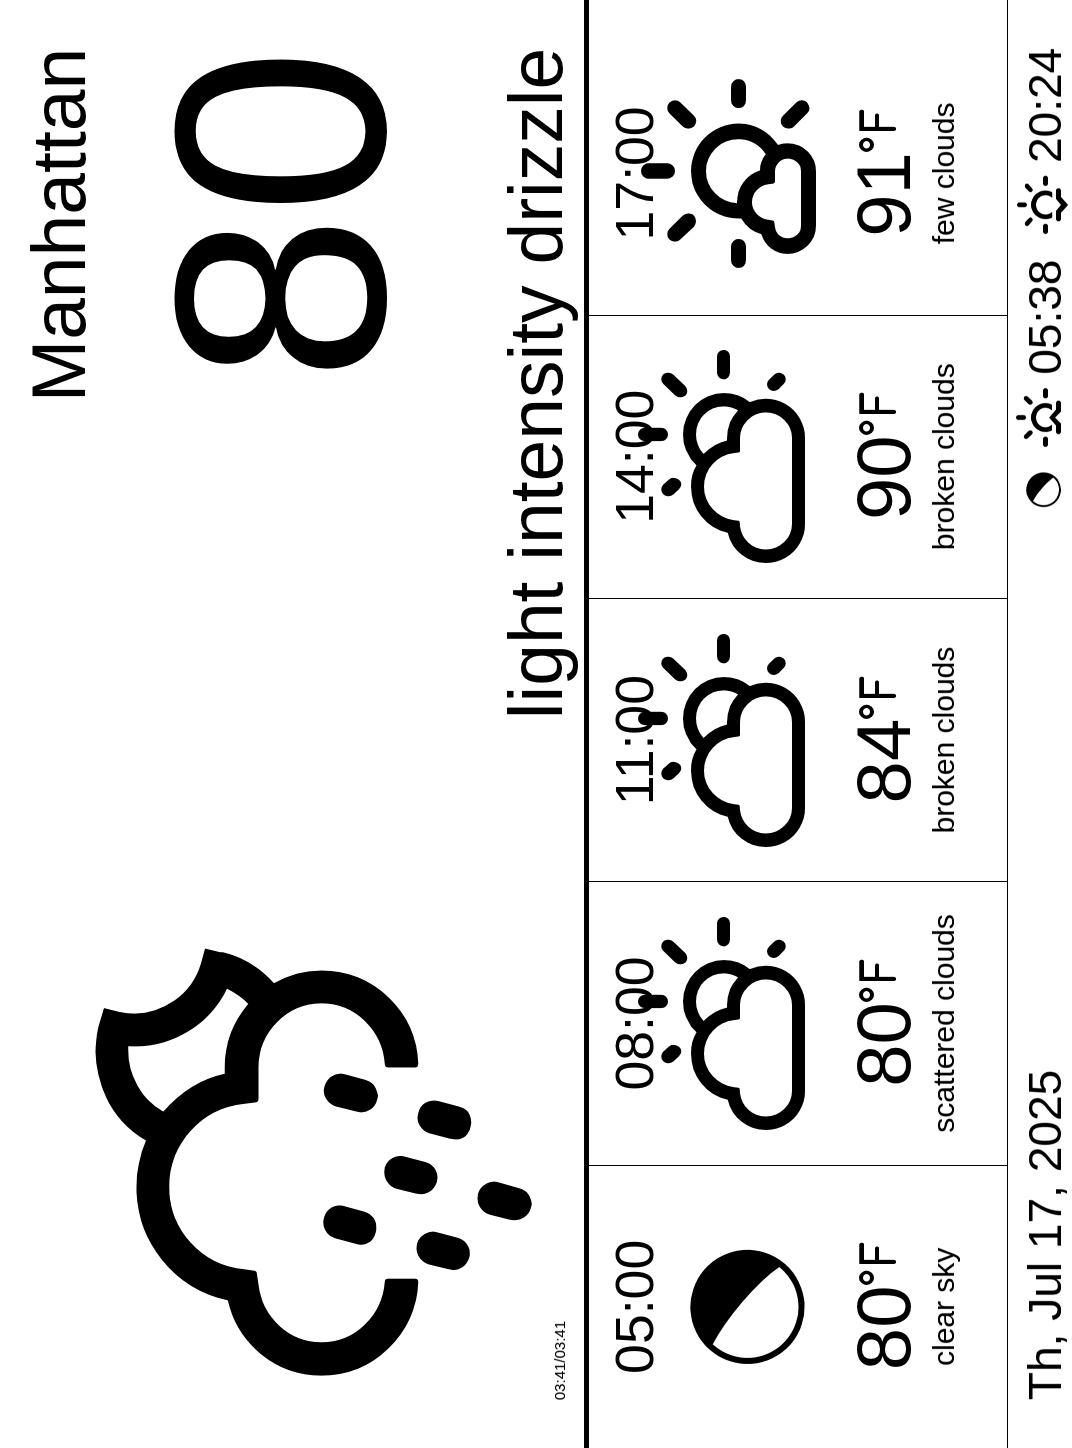 Manhattan
80
light intensity drizzle
03:41/03:41
05:00
80°F
clear sky
08:00
80°F
scattered clouds
11:00
84°F
broken clouds
14:00
90°F
broken clouds
17:00
91°F
few clouds
Th, Jul 17, 2025
05:38
20:24